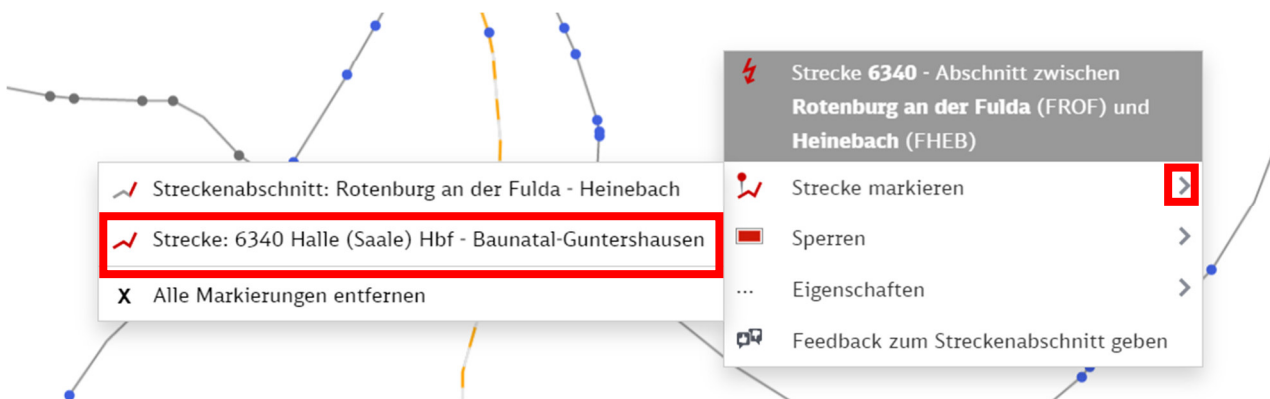 Strecke 6340 - Abschnitt zwischen
Rotenburg an der Fulda (FROF) und
Heinebach (FHEB)
Strecke markieren
Sperren
... Eigenschaften
Feedback zum Streckenabschnitt geben
Streckenabschnitt: Rotenburg an der Fulda - Heinebach
Strecke: 6340 Halle (Saale) Hbf - Baunatal-Guntershausen
X Alle Markierungen entfernen